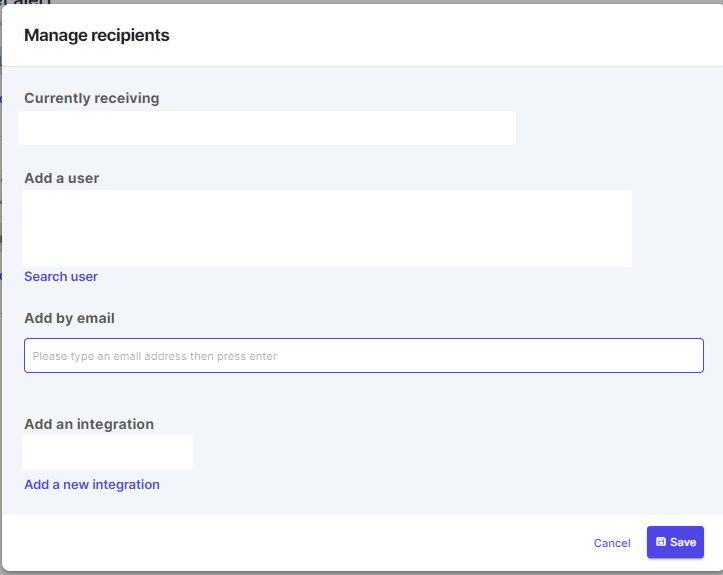 Manage recipients
Currently receiving
Add a user
Search user
Add by email
Please type an email address then press enter
Add an integration
Add a new integration
Cancel
Save